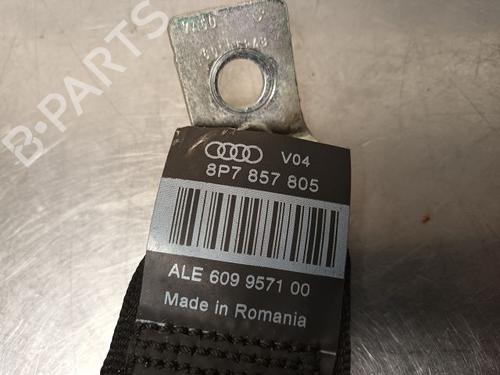 V04
8P7 857 805
ALE 609 9571 00
Made in Romania
B-PARTS